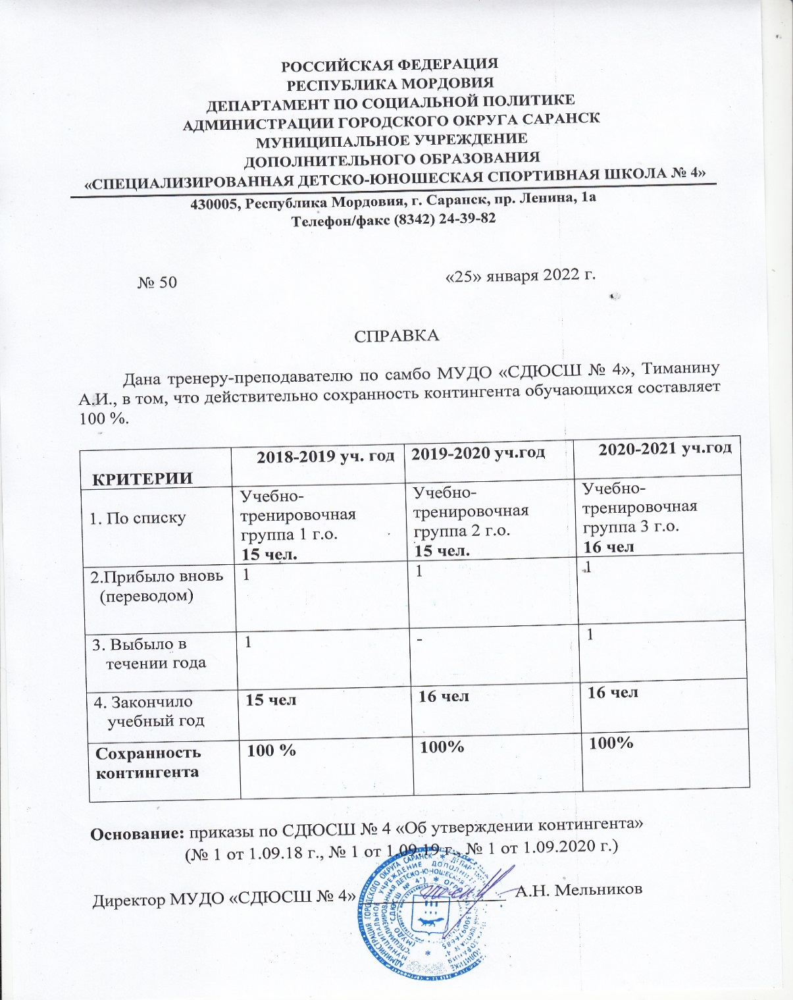 РОССИЙСКАЯ ФЕДЕРАЦИЯ
РЕСПУБЛИКА МОРДОВИЯ
ДЕПАРТАМЕНТ ПО СОЦИАЛЬНОЙ ПОЛИТИКЕ
АДМИНИСТРАЦИИ ГОРОДСКОГО ОКРУГА САРАНСК
МУНИЦИПАЛЬНОЕ УЧРЕЖДЕНИЕ
ДОПОЛНИТЕЛЬНОГО ОБРАЗОВАНИЯ
«СПЕЦИАЛИЗИРОВАННАЯ ДЕТСКО-ЮНОШЕСКАЯ СПОРТИВНАЯ ШКОЛА № 4»
430005, Республика Мордовия, г. Саранск, пр. Ленина, 1а
Телефон/факс (8342) 24-39-82
№ 50 «25» января 2022 г.
СПРАВКА
Дана тренеру-преподавателю по самбо МУДО «СДЮСШ № 4», Тиманину
А.И., в том, что действительно сохранность контингента обучающихся составляет
100 %.
КРИТЕРИИ
2018-2019 уч. год
2019-2020 уч.год
2020-2021 уч.год
1. По списку
Учебно-
тренировочная
группа 1 г.о.
15 чел.
Учебно-
тренировочная
группа 2 г.о.
15 чел.
Учебно-
тренировочная
группа 3 г.о.
16 чел
2.Прибыло вновь
(переводом)
1
1
1
3. Выбыло в
течении года
1
-
1
4. Закончило
учебный год
15 чел
16 чел
16 чел
Сохранность
контингента
100 %
100%
100%
Основание: приказы по СДЮСШ № 4 «Об утверждении контингента»
(№ 1 от 1.09.18 г., № 1 от 1.09.19 г., № 1 от 1.09.2020 г.)
Директор МУДО «СДЮСШ № 4» А.Н. Мельников